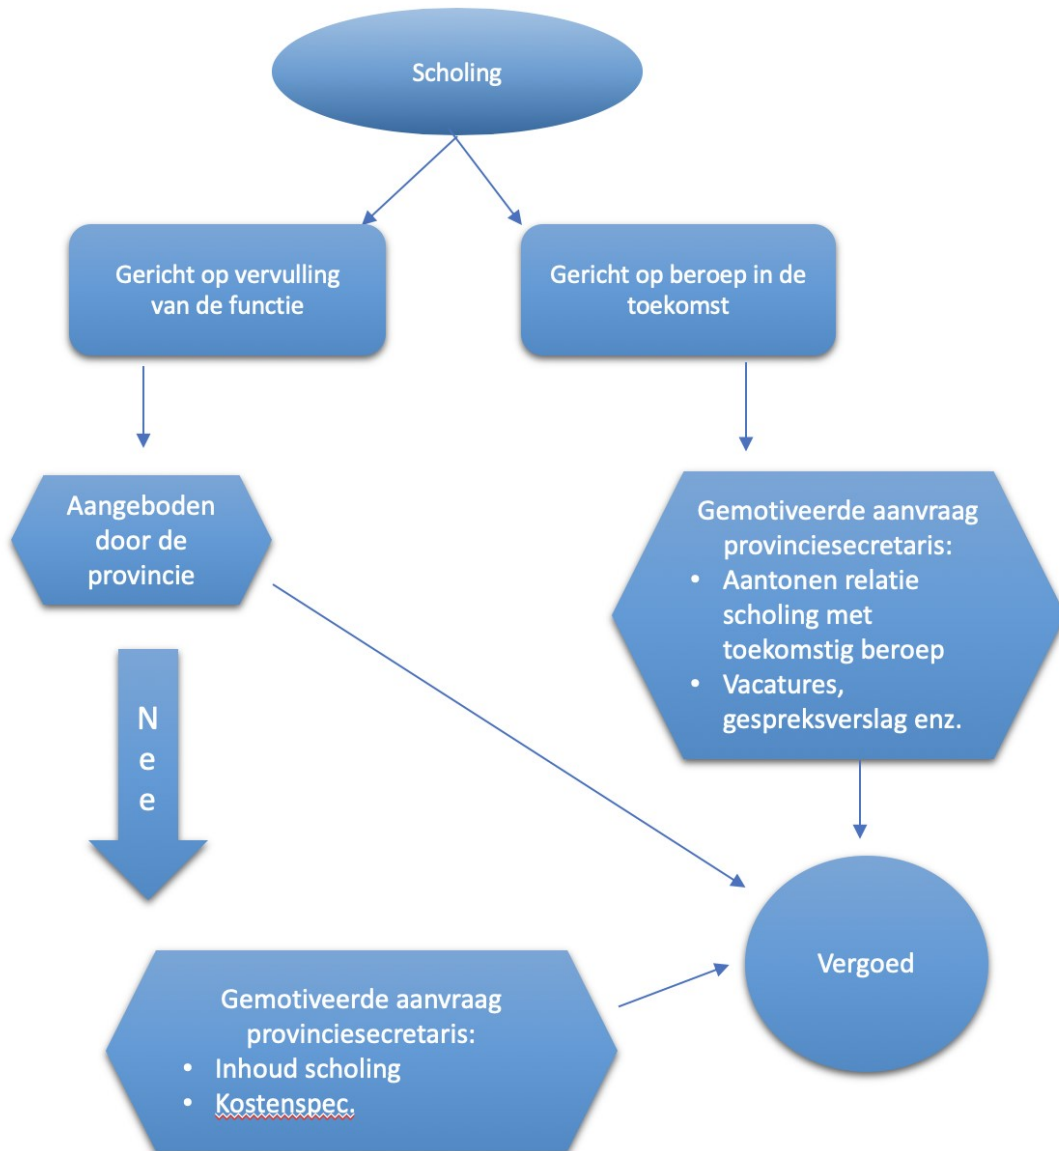 Scholing
Gericht op vervulling
van de functie
Gericht op beroep in de
toekomst
Aangeboden
door de
provincie
Gemotiveerde aanvraag
provinciesecretaris:
• Aantonen relatie
scholing met
toekomstig beroep
• Vacatures,
gespreksverslag enz.
Nee
Vergoed
Gemotiveerde aanvraag
provinciesecretaris:
• Inhoud scholing
• Kostenspec.